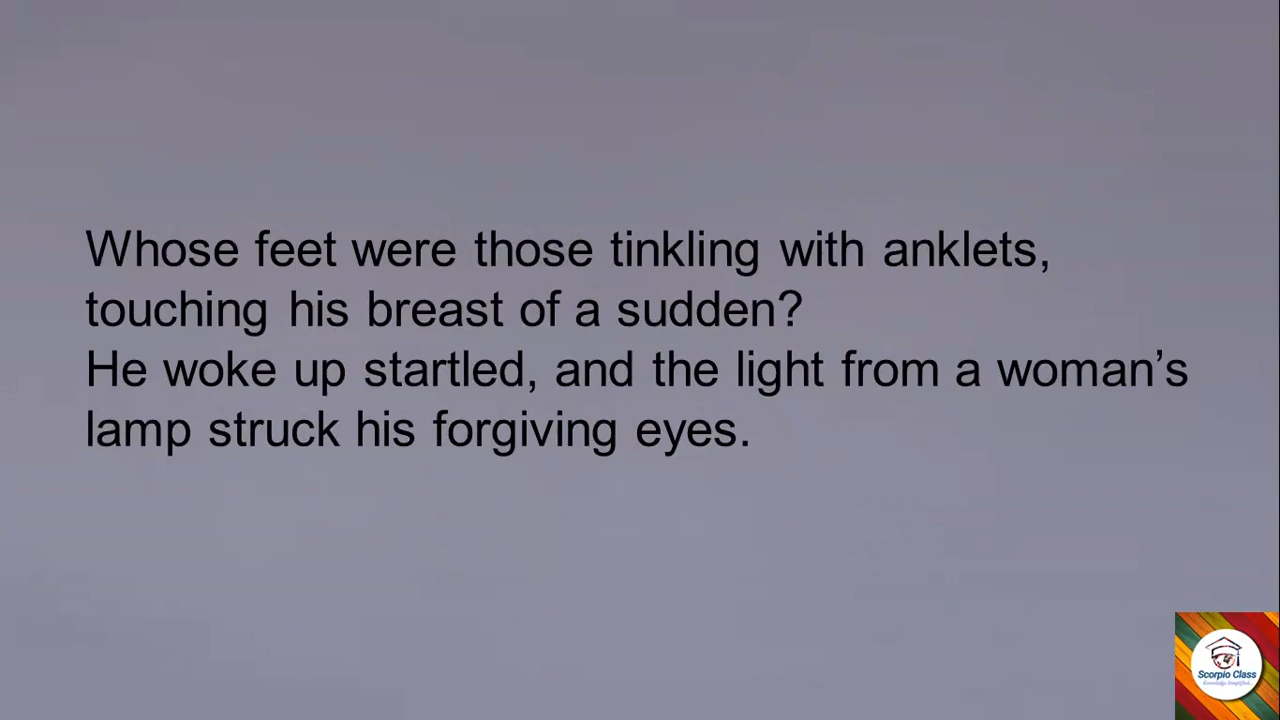 Whose feet were those tinkling with anklets,
touching his breast of a sudden?
He woke up startled, and the light from a woman’s
lamp struck his forgiving eyes.
Scorpio Class